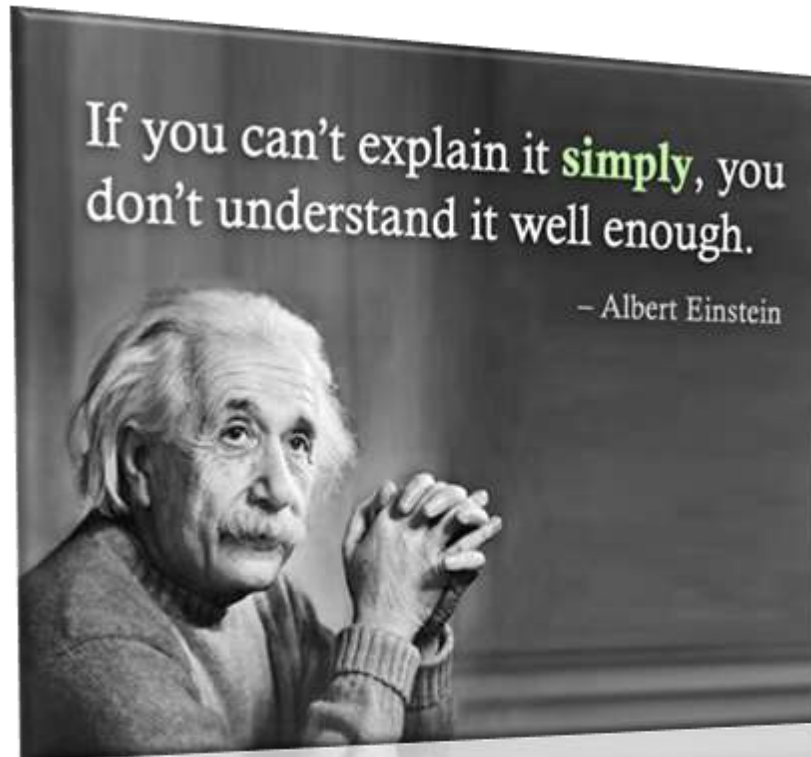 If you can’t explain it simply, you
don’t understand it well enough.
– Albert Einstein